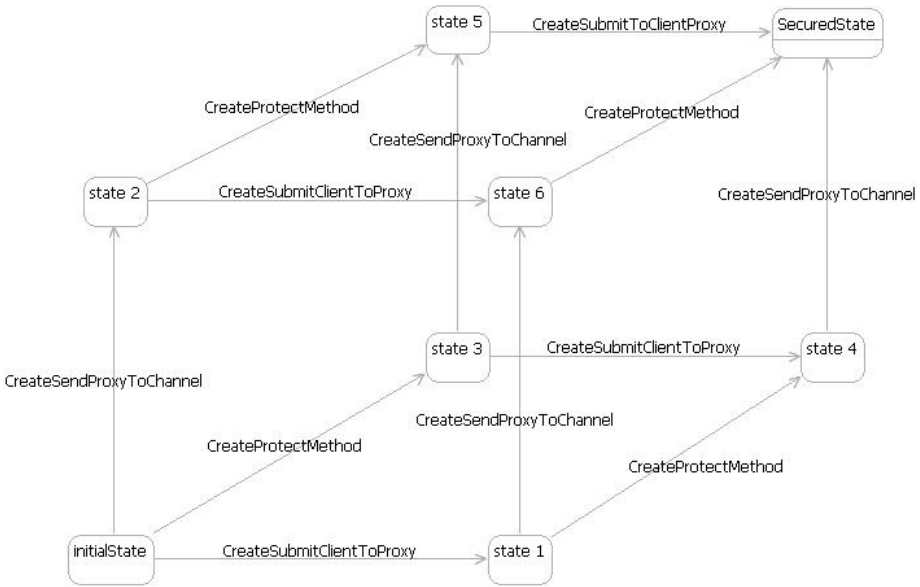 state 5
CreateSubmitToClientProxy
SecuredState
CreateProtectMethod
CreateProtectMethod
CreateSendProxyToChannel
state 2
CreateSubmitClientToProxy
state 6
CreateSendProxyToChannel
state 3
CreateSubmitClientToProxy
state 4
CreateSendProxyToChannel
CreateSendProxyToChannel
CreateProtectMethod
CreateProtectMethod
initialState
CreateSubmitClientToProxy
state 1